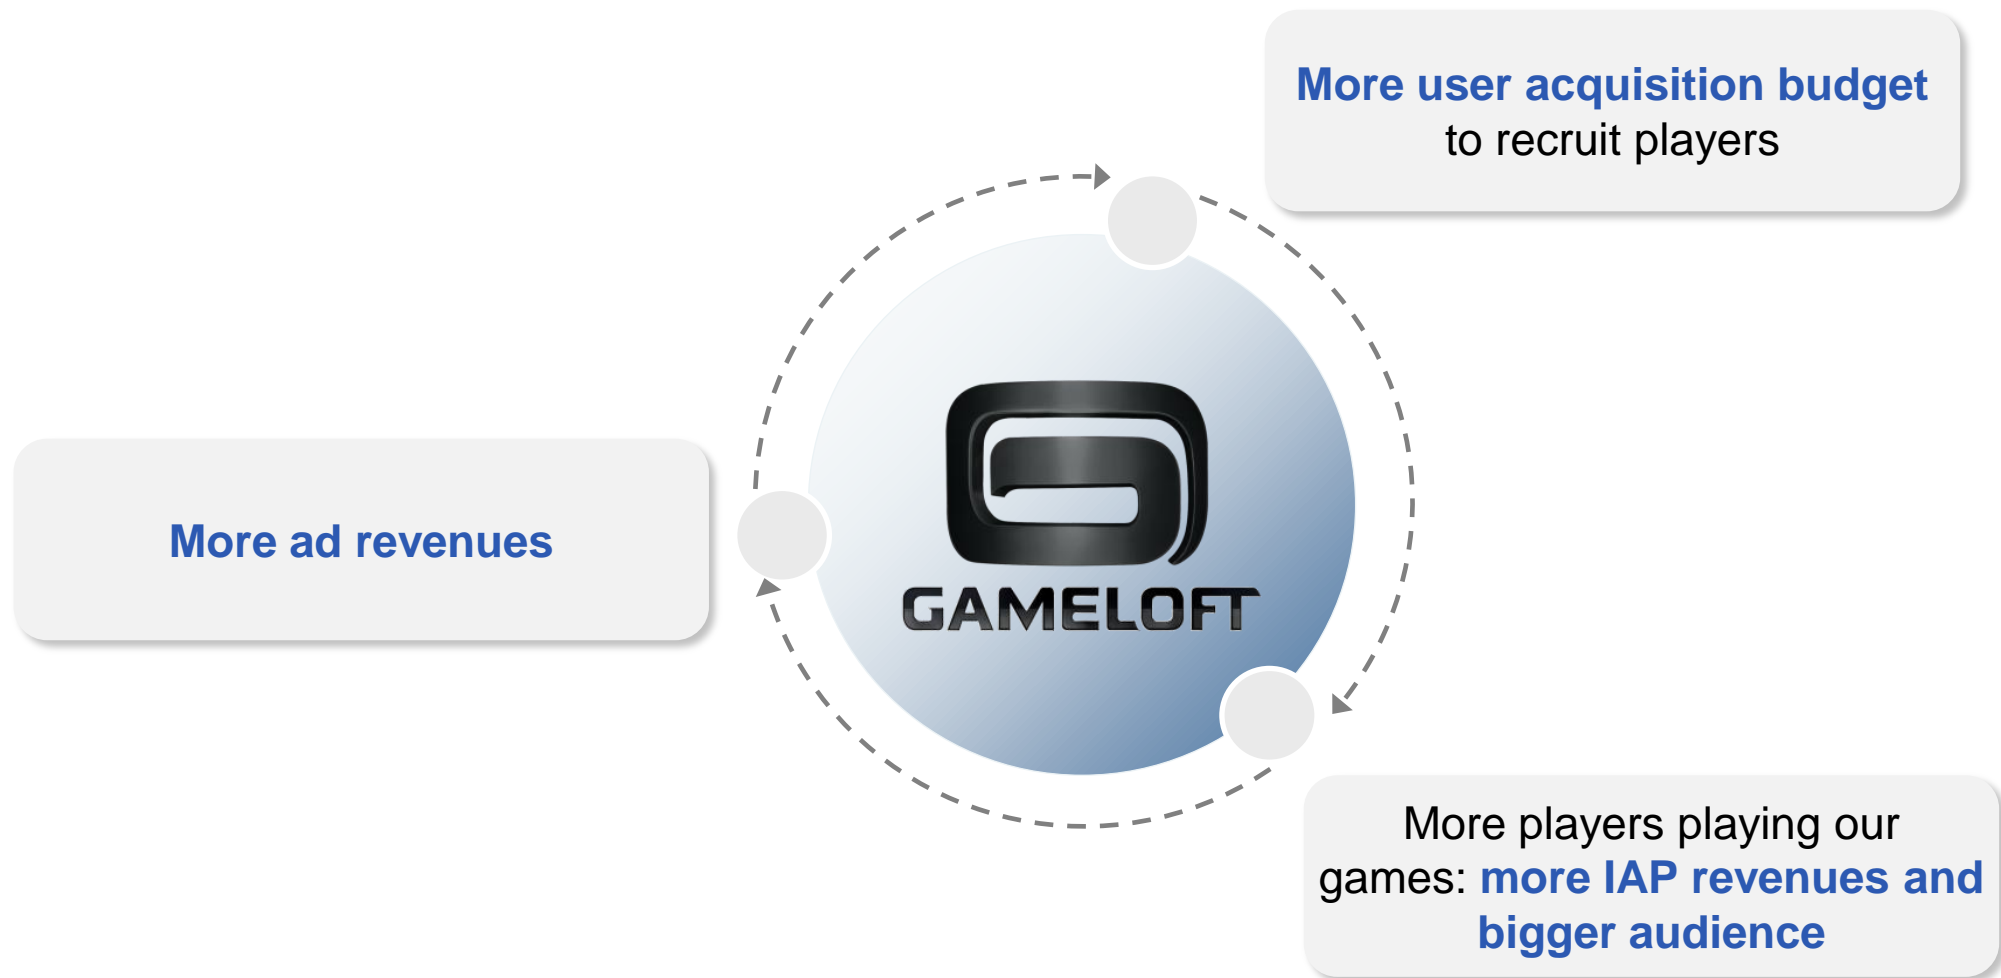 More user acquisition budget
to recruit players
More ad revenues
GAMELOFT
More players playing our
games: more IAP revenues and
bigger audience